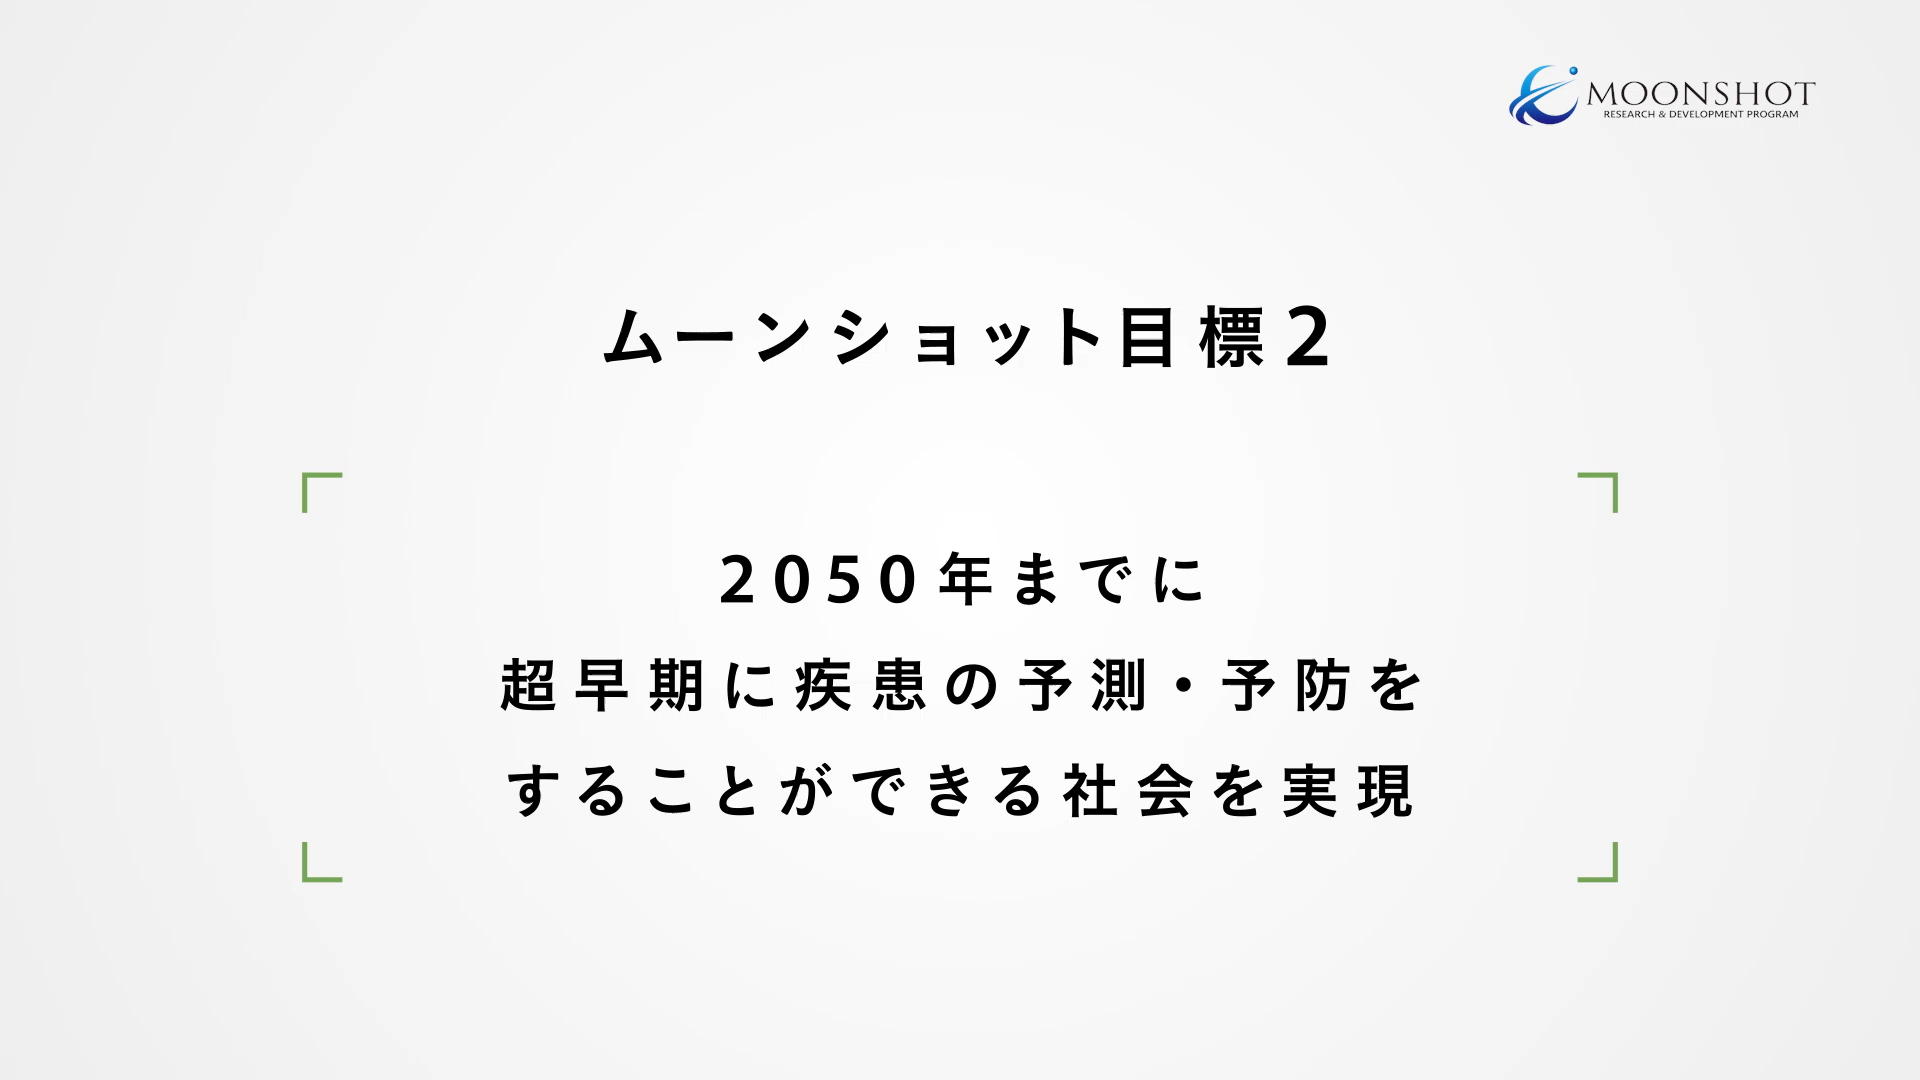 MOONSHOT
RESEARCH & DEVELOPMENT PROGRAM
ムーンショット目標2
2050年までに
超早期に疾患の予測・予防を
することができる社会を実現